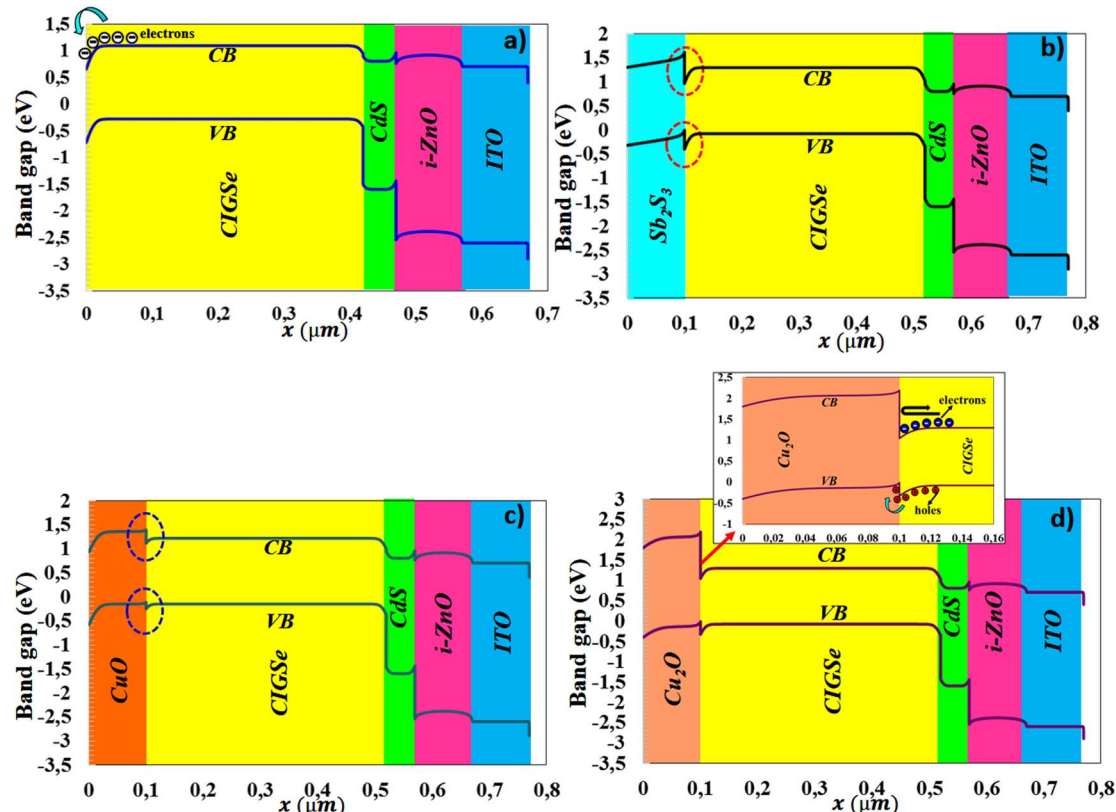 a)
electrons
CB
VB
CIGSe
CdS
i-ZnO
ITO
Band gap (eV)
1,5
1
0,5
0
-0,5
-1
-1,5
-2
-2,5
-3
-3,5
0 0,1 0,2 0,3 0,4 0,5 0,6 0,7
x (μm)
b)
CB
VB
Sb₂S₃
CIGSe
CdS
i-ZnO
ITO
Band gap (eV)
2
1,5
1
0,5
0
-0,5
-1
-1,5
-2
-2,5
-3
-3,5
0 0,1 0,2 0,3 0,4 0,5 0,6 0,7 0,8
x (μm)
c)
CB
VB
CuO
CIGSe
CdS
i-ZnO
ITO
Band gap (eV)
2
1,5
1
0,5
0
-0,5
-1
-1,5
-2
-2,5
-3
-3,5
0 0,1 0,2 0,3 0,4 0,5 0,6 0,7 0,8
x (μm)
2,5
2
1,5
1
0,5
0
-0,5
-1
CB
VB
Cu₂O
electrons
CIGSe
holes
0 0,02 0,04 0,06 0,08 0,1 0,12 0,14 0,16
d)
CB
VB
Cu₂O
CIGSe
CdS
i-ZnO
ITO
Band gap (eV)
3
2,5
2
1,5
1
0,5
0
-0,5
-1
-1,5
-2
-2,5
-3
-3,5
0 0,1 0,2 0,3 0,4 0,5 0,6 0,7 0,8
x (μm)